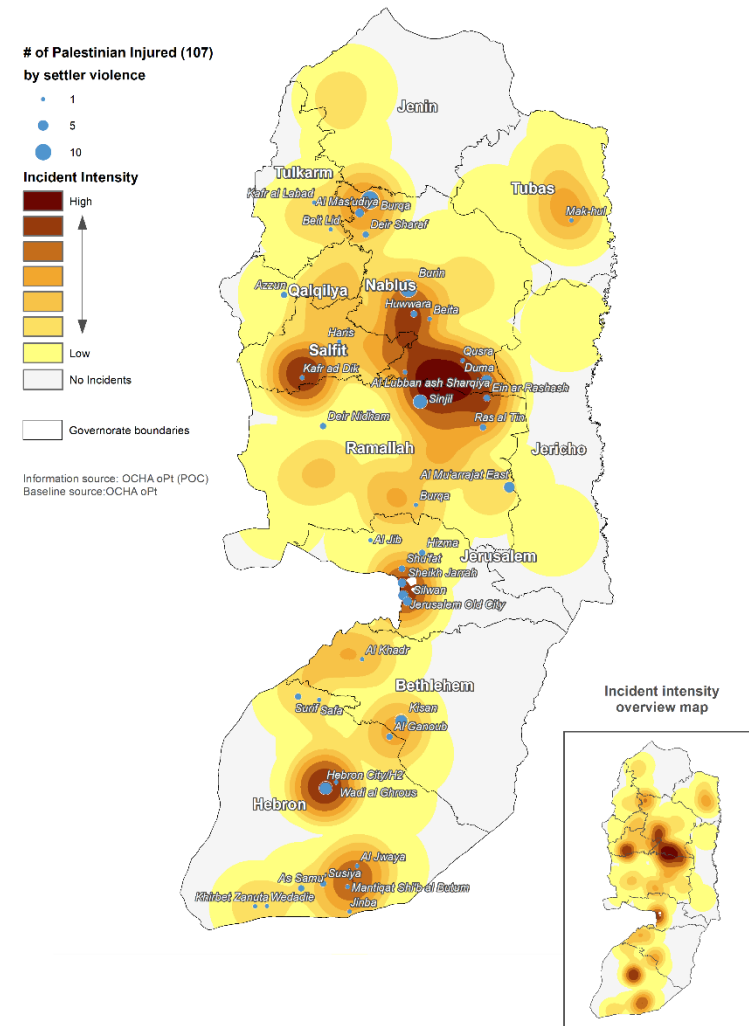 # of Palestinian Injured (107)
by settler violence
1
5
10
Incident Intensity
High
Low
No Incidents
Governorate boundaries
Information source: OCHA oPt (POC)
Baseline source:OCHA oPt
Jenin
Tulkarm
Tubas
Kafr al Labad
Al Mas'udiya
Burqa
Mak-hul
Beit Lid
Deir Sharaf
Burin
Azzun
Qalqilya
Nablus
Huwwara
Beita
Haris
Salfit
Qusra
Kafr ad Dik
Duma
Al-Lubban ash Sharqiya
Ein ar Rashash
Sinjil
Deir Nidham
Ras al Tin
Ramallah
Jericho
Al Mu'arrajat East
Burqa
Al Jib
Hizma
Jerusalem
Shu'fat
Sheikh Jarrah
Silwan
Jerusalem Old City
Al Khadr
Bethlehem
Surif
Safa
Kisan
Al Ganoub
Hebron City/H2
Wadi al Ghrous
Hebron
Al Jwaya
As Samu'
Susiya
Mantiqat Shi'b al Butum
Khirbet Zanuta
Wedadie
Jinba
Incident intensity
overview map